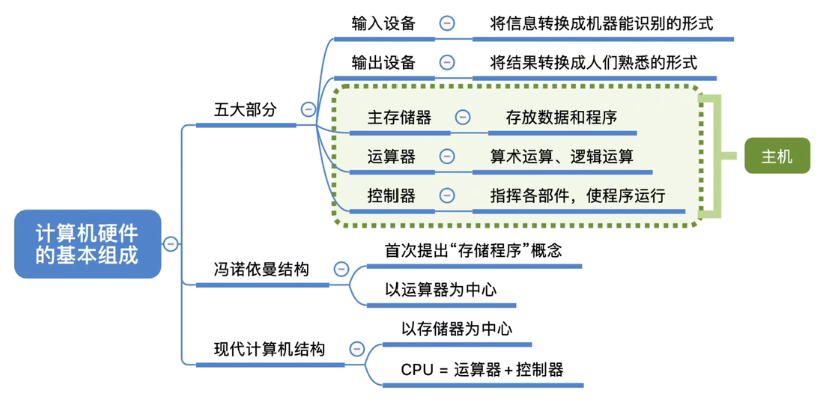 输入设备
将信息转换成机器能识别的形式
输出设备
将结果转换成人们熟悉的形式
五大部分
主存储器
存放数据和程序
运算器
算术运算、逻辑运算
主机
控制器
指挥各部件，使程序运行
计算机硬件
的基本组成
冯诺依曼结构
首次提出“存储程序”概念
以运算器为中心
现代计算机结构
以存储器为中心
CPU = 运算器+控制器